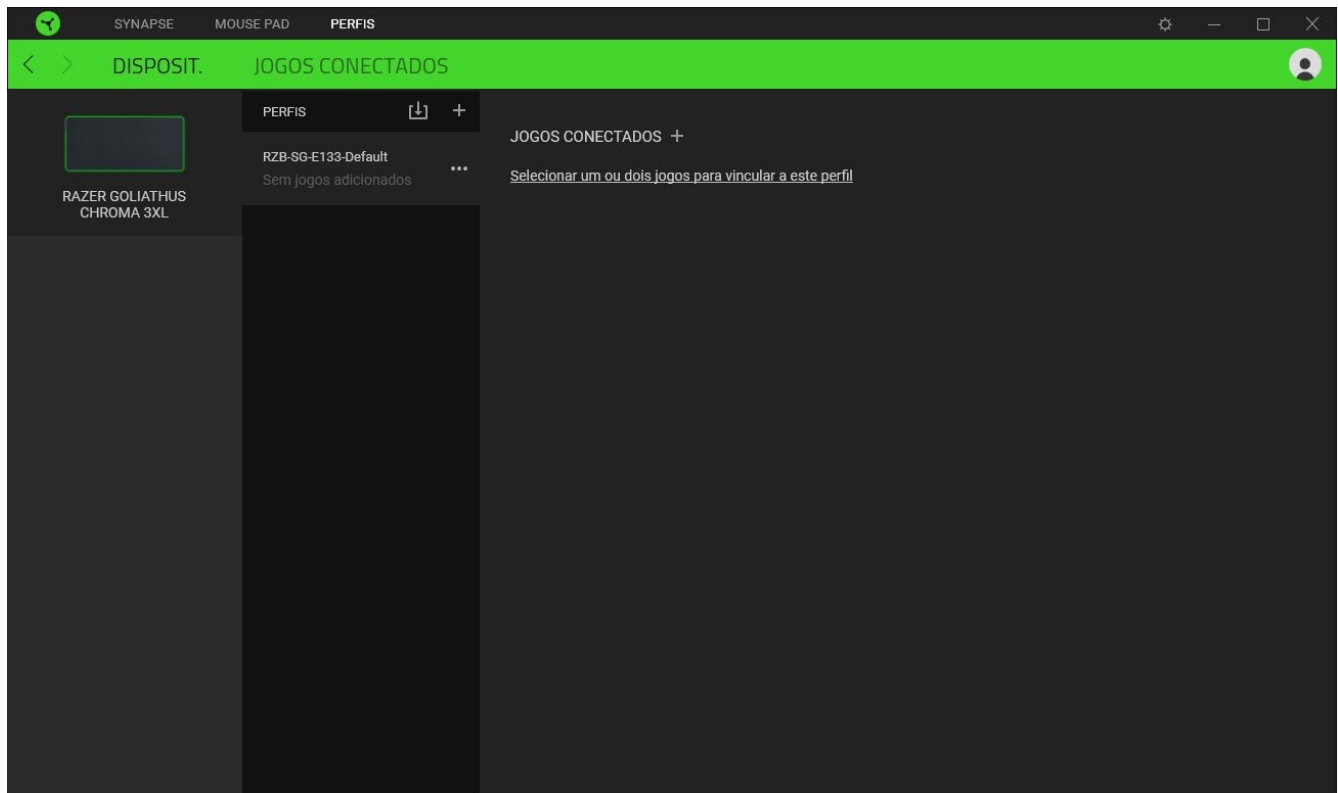 SYNAPSE MOUSE PAD PERFIS
DISPOSIT. JOGOS CONECTADOS
RAZER GOLIATHUS
CHROMA 3XL
PERFIS
RZB-SG-E133-Default
Sem jogos adicionados
JOGOS CONECTADOS
Selecionar um ou dois jogos para vincular a este perfil